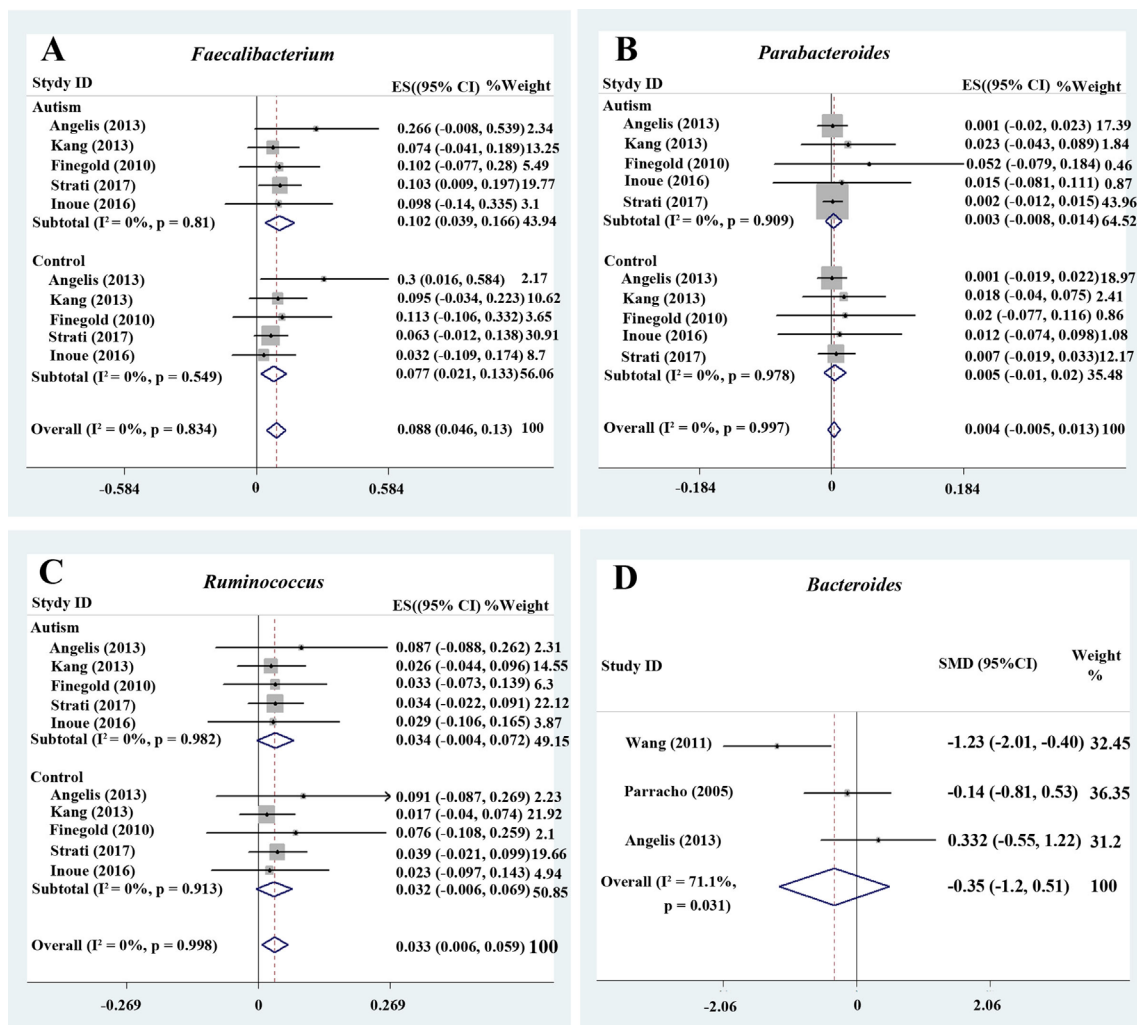 A
Faecalibacterium
Stydy ID ES((95% CI) %Weight
Autism
Angelis (2013) 0.266 (-0.008, 0.539) 2.34
Kang (2013) 0.074 (-0.041, 0.189) 13.25
Finegold (2010) 0.102 (-0.077, 0.28) 5.49
Strati (2017) 0.103 (0.009, 0.197) 19.77
Inoue (2016) 0.098 (-0.14, 0.335) 3.1
Subtotal (I² = 0%, p = 0.81) 0.102 (0.039, 0.166) 43.94
Control
Angelis (2013) 0.3 (0.016, 0.584) 2.17
Kang (2013) 0.095 (-0.034, 0.223) 10.62
Finegold (2010) 0.113 (-0.106, 0.332) 3.65
Strati (2017) 0.063 (-0.012, 0.138) 30.91
Inoue (2016) 0.032 (-0.109, 0.174) 8.7
Subtotal (I² = 0%, p = 0.549) 0.077 (0.021, 0.133) 56.06
Overall (I² = 0%, p = 0.834) 0.088 (0.046, 0.13) 100
-0.584 0 0.584
B
Parabacteroides
Stydy ID ES((95% CI) %Weight
Autism
Angelis (2013) 0.001 (-0.02, 0.023) 17.39
Kang (2013) 0.023 (-0.043, 0.089) 1.84
Finegold (2010) 0.052 (-0.079, 0.184) 0.46
Inoue (2016) 0.015 (-0.081, 0.111) 0.87
Strati (2017) 0.002 (-0.012, 0.015) 43.96
Subtotal (I² = 0%, p = 0.909) 0.003 (-0.008, 0.014) 64.52
Control
Angelis (2013) 0.001 (-0.019, 0.022) 18.97
Kang (2013) 0.018 (-0.04, 0.075) 2.41
Finegold (2010) 0.02 (-0.077, 0.116) 0.86
Inoue (2016) 0.012 (-0.074, 0.098) 1.08
Strati (2017) 0.007 (-0.019, 0.033) 12.17
Subtotal (I² = 0%, p = 0.978) 0.005 (-0.01, 0.02) 35.48
Overall (I² = 0%, p = 0.997) 0.004 (-0.005, 0.013) 100
-0.184 0 0.184
C
Ruminococcus
Stydy ID ES((95% CI) %Weight
Autism
Angelis (2013) 0.087 (-0.088, 0.262) 2.31
Kang (2013) 0.026 (-0.044, 0.096) 14.55
Finegold (2010) 0.033 (-0.073, 0.139) 6.3
Strati (2017) 0.034 (-0.022, 0.091) 22.12
Inoue (2016) 0.029 (-0.106, 0.165) 3.87
Subtotal (I² = 0%, p = 0.982) 0.034 (-0.004, 0.072) 49.15
Control
Angelis (2013) 0.091 (-0.087, 0.269) 2.23
Kang (2013) 0.017 (-0.04, 0.074) 21.92
Finegold (2010) 0.076 (-0.108, 0.259) 2.1
Strati (2017) 0.039 (-0.021, 0.099) 19.66
Inoue (2016) 0.023 (-0.097, 0.143) 4.94
Subtotal (I² = 0%, p = 0.913) 0.032 (-0.006, 0.069) 50.85
Overall (I² = 0%, p = 0.998) 0.033 (0.006, 0.059) 100
-0.269 0 0.269
D
Bacteroides
Study ID SMD (95%CI) Weight
%
Wang (2011) -1.23 (-2.01, -0.40) 32.45
Parracho (2005) -0.14 (-0.81, 0.53) 36.35
Angelis (2013) 0.332 (-0.55, 1.22) 31.2
Overall (I² = 71.1%, -0.35 (-1.2, 0.51) 100
p = 0.031)
-2.06 0 2.06